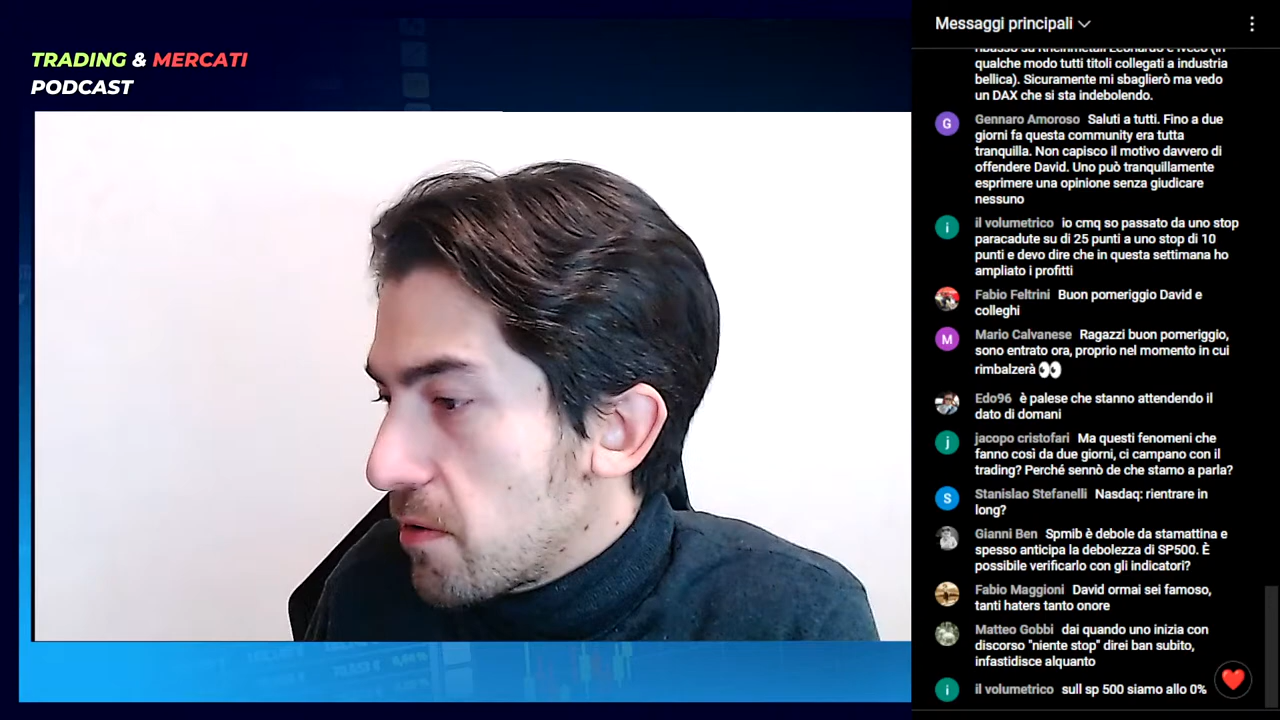 TRADING & MERCATI
PODCAST
Messaggi principali
ribasso su Rheinmetall Leonardo e Iveco (in
qualche modo tutti titoli collegati a industria
bellica). Sicuramente mi sbaglierò ma vedo
un DAX che si sta indebolendo.
G
Gennaro Amoroso Saluti a tutti. Fino a due
giorni fa questa community era tutta
tranquilla. Non capisco il motivo davvero di
offendere David. Uno può tranquillamente
esprimere una opinione senza giudicare
nessuno
i
il volumetrico io cmq so passato da uno stop
paracadute su di 25 punti a uno stop di 10
punti e devo dire che in questa settimana ho
ampliato i profitti
Fabio Feltrini Buon pomeriggio David e
colleghi
M
Mario Calvanese Ragazzi buon pomeriggio,
sono entrato ora, proprio nel momento in cui
rimbalzerà 👀
Edo96 è palese che stanno attendendo il
dato di domani
j
jacopo cristofari Ma questi fenomeni che
fanno così da due giorni, ci campano con il
trading? Perché sennò de che stamo a parla?
S
Stanislao Stefanelli Nasdaq: rientrare in
long?
Gianni Ben Spmib è debole da stamattina e
spesso anticipa la debolezza di SP500. È
possibile verificarlo con gli indicatori?
Fabio Maggioni David ormai sei famoso,
tanti haters tanto onore
Matteo Gobbi dai quando uno inizia con
discorso "niente stop" direi ban subito,
infastidisce alquanto
i
il volumetrico sull sp 500 siamo allo 0%